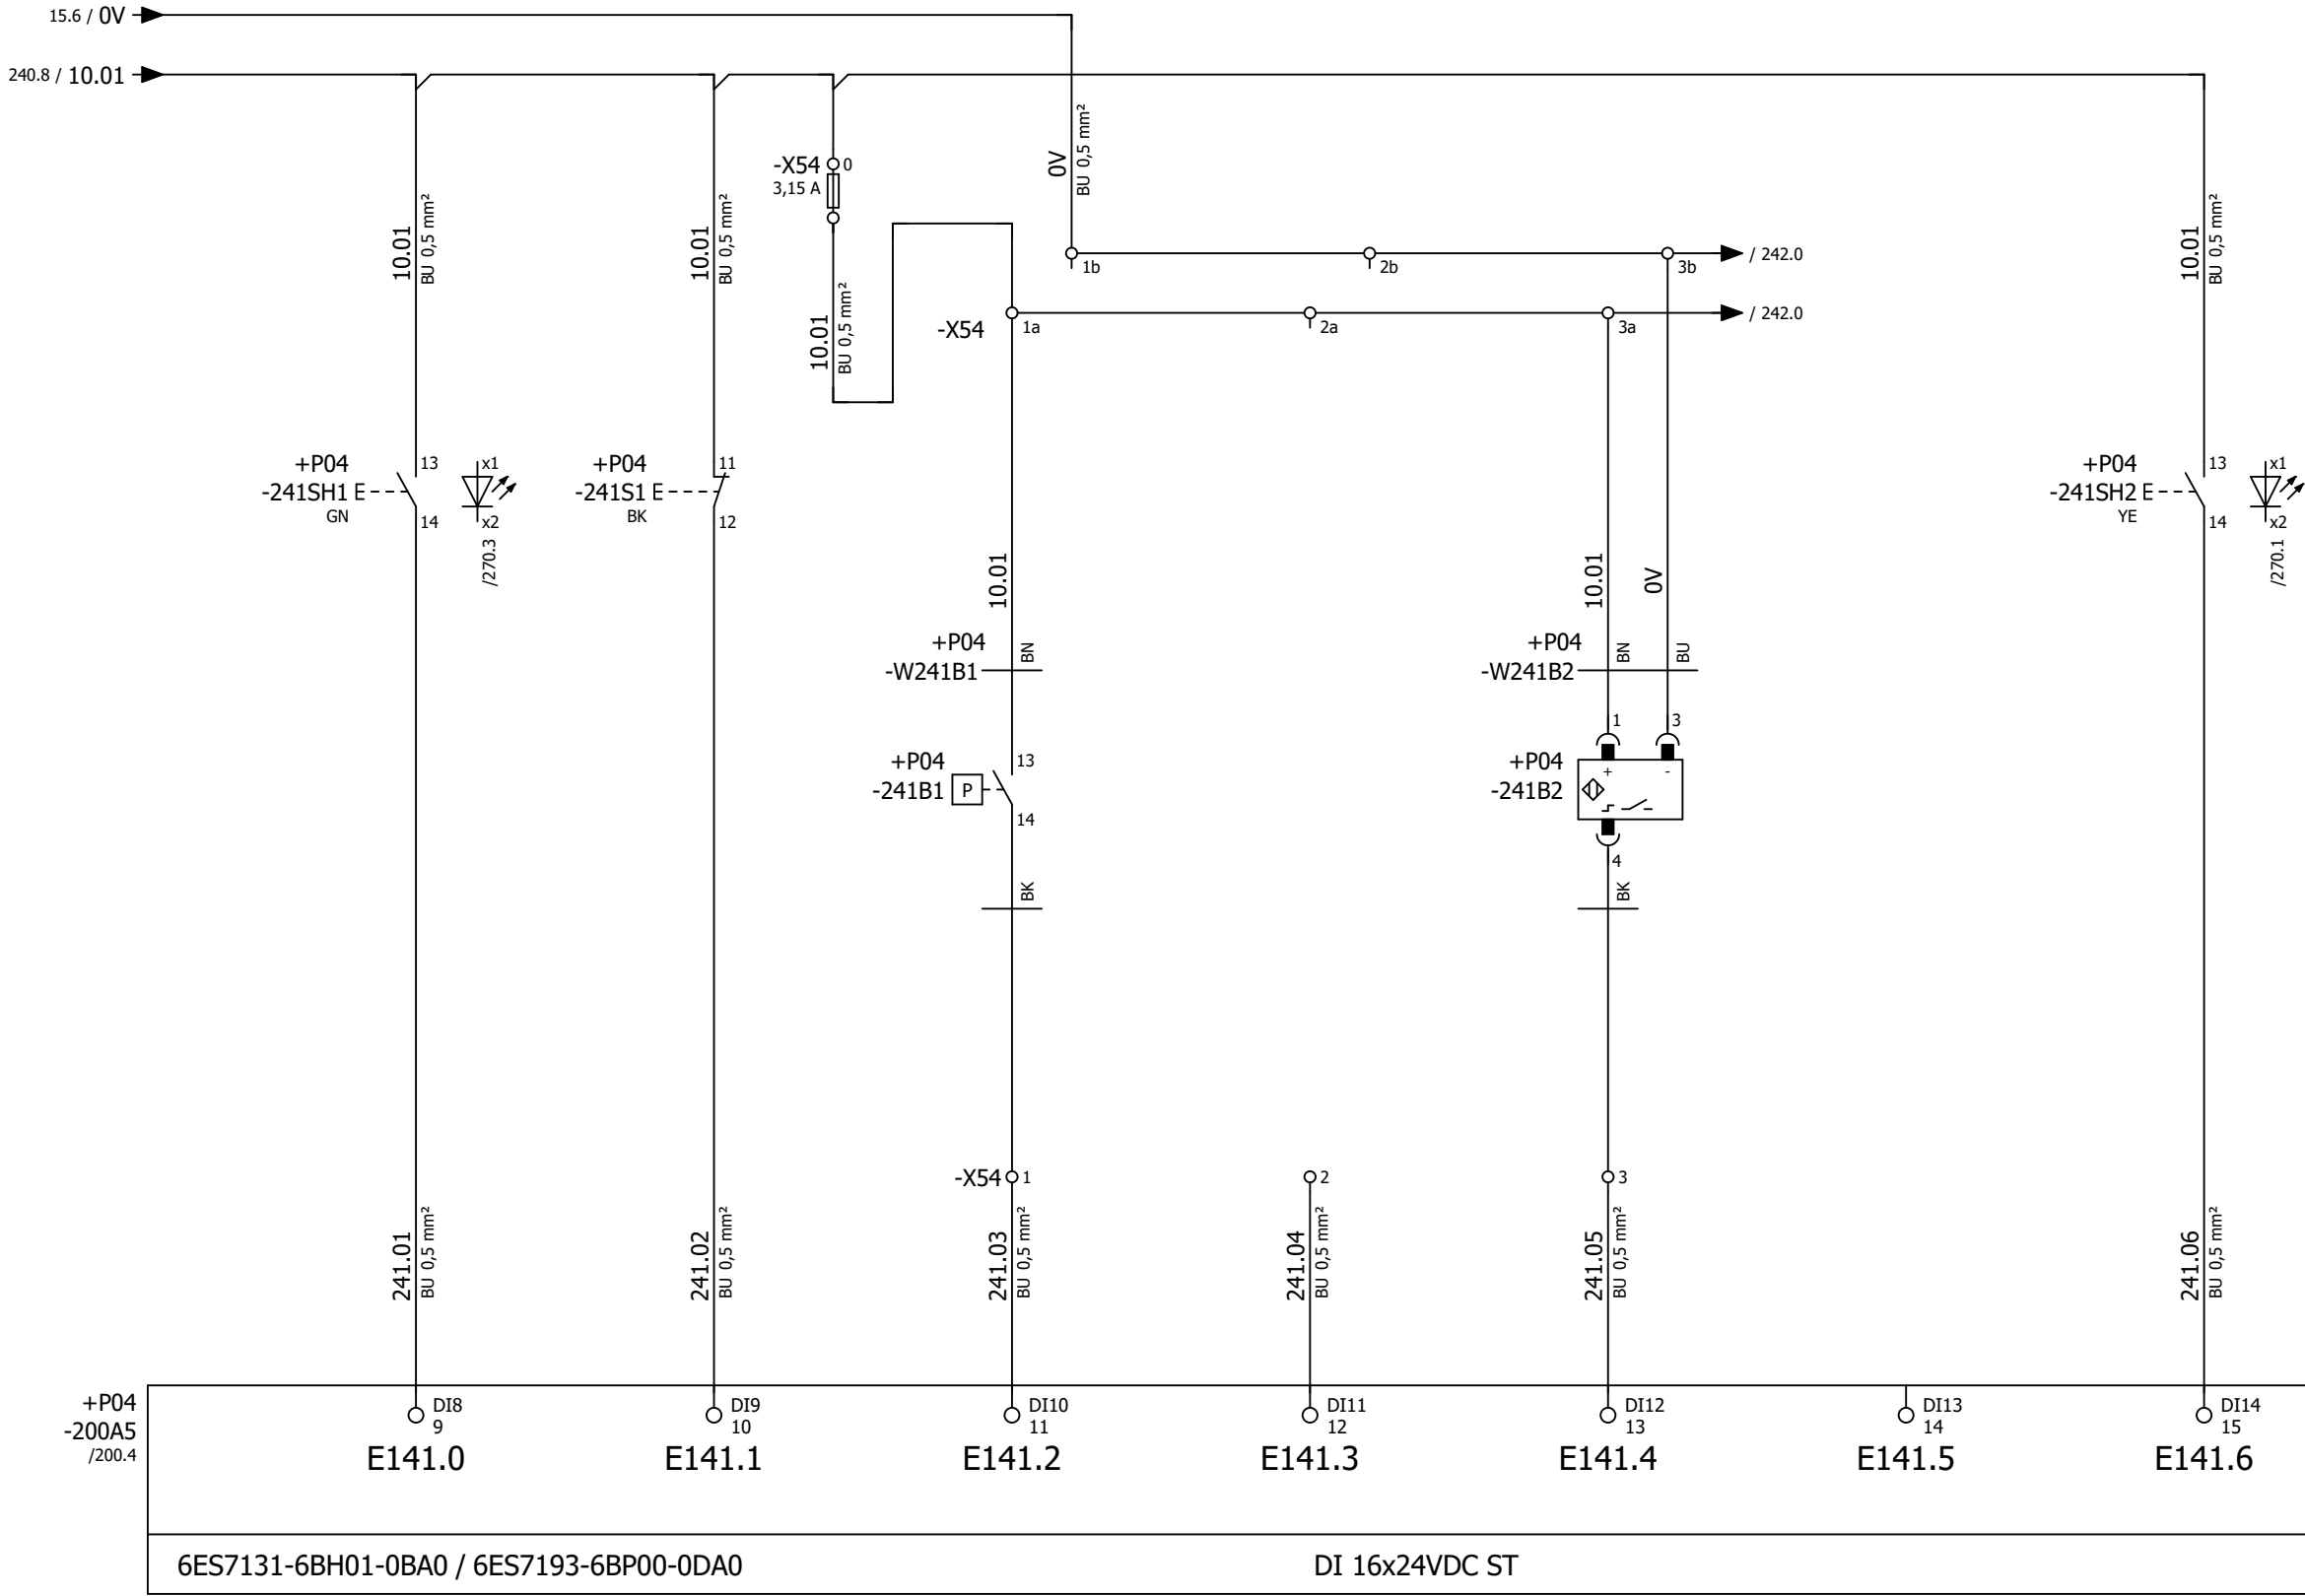 15.6 / 0V
240.8 / 10.01
0V
BU 0,5 mm²
-X54
0
3,15 A
10.01
BU 0,5 mm²
10.01
BU 0,5 mm²
10.01
BU 0,5 mm²
1b
2b
3b
/ 242.0
10.01
BU 0,5 mm²
-X54
1a
2a
3a
/ 242.0
+P04
-241SH1 E
GN
13
14
x1
x2
/270.3
+P04
-241S1 E
BK
11
12
+P04
-241SH2 E
YE
13
14
x1
x2
/270.1
10.01
10.01
0V
+P04
-W241B1
BN
+P04
-W241B2
BN
BU
+P04
-241B1
P
13
14
+P04
-241B2
1
3
+
-
4
BK
BK
-X54
1
2
3
241.01
BU 0,5 mm²
241.02
BU 0,5 mm²
241.03
BU 0,5 mm²
241.04
BU 0,5 mm²
241.05
BU 0,5 mm²
241.06
BU 0,5 mm²
+P04
-200A5
/200.4
DI8
9
E141.0
DI9
10
E141.1
DI10
11
E141.2
DI11
12
E141.3
DI12
13
E141.4
DI13
14
E141.5
DI14
15
E141.6
6ES7131-6BH01-0BA0 / 6ES7193-6BP00-0DA0
DI 16x24VDC ST